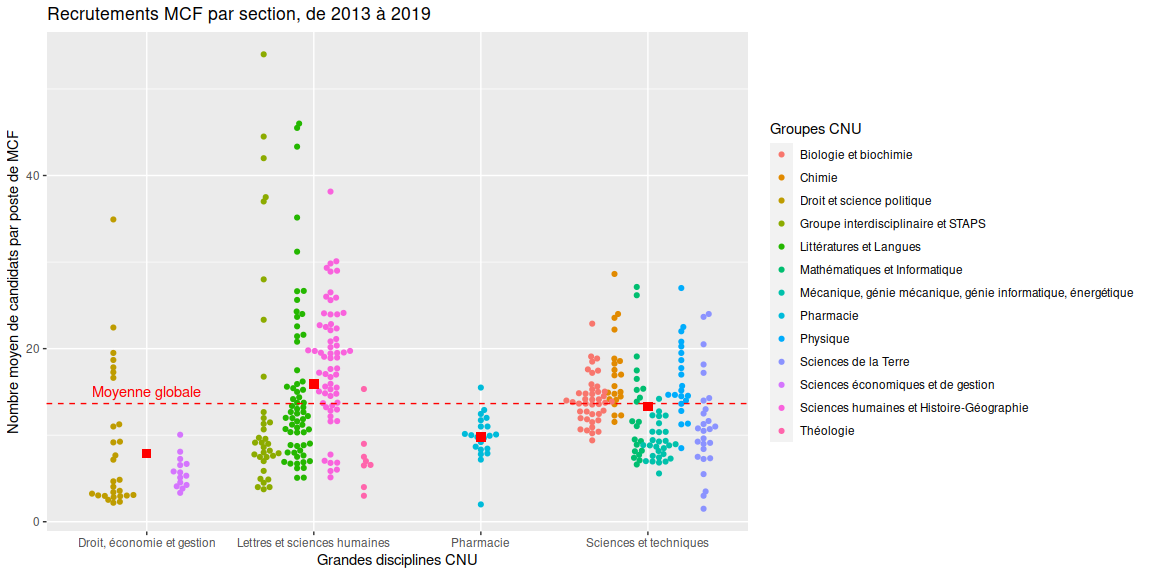 Recrutements MCF par section, de 2013 à 2019
Nombre moyen de candidats par poste de MCF
40
20
0
Moyenne globale
Droit, économie et gestion
Lettres et sciences humaines
Pharmacie
Sciences et techniques
Grandes disciplines CNU
Groupes CNU
Biologie et biochimie
Chimie
Droit et science politique
Groupe interdisciplinaire et STAPS
Littératures et Langues
Mathématiques et Informatique
Mécanique, génie mécanique, génie informatique, énergétique
Pharmacie
Physique
Sciences de la Terre
Sciences économiques et de gestion
Sciences humaines et Histoire-Géographie
Théologie